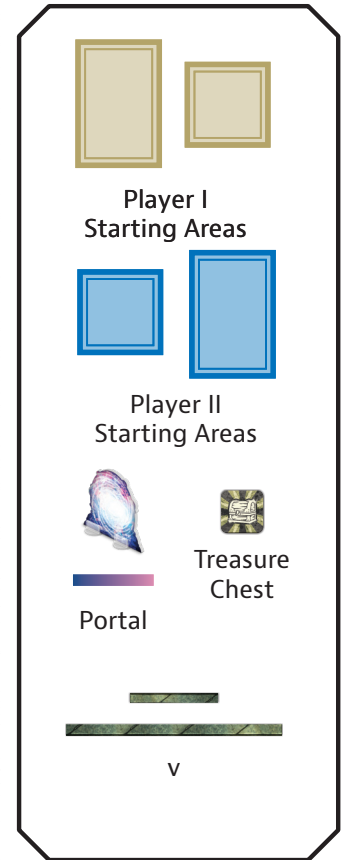 Player I
Starting Areas
Player II
Starting Areas
Portal
Treasure
Chest
v